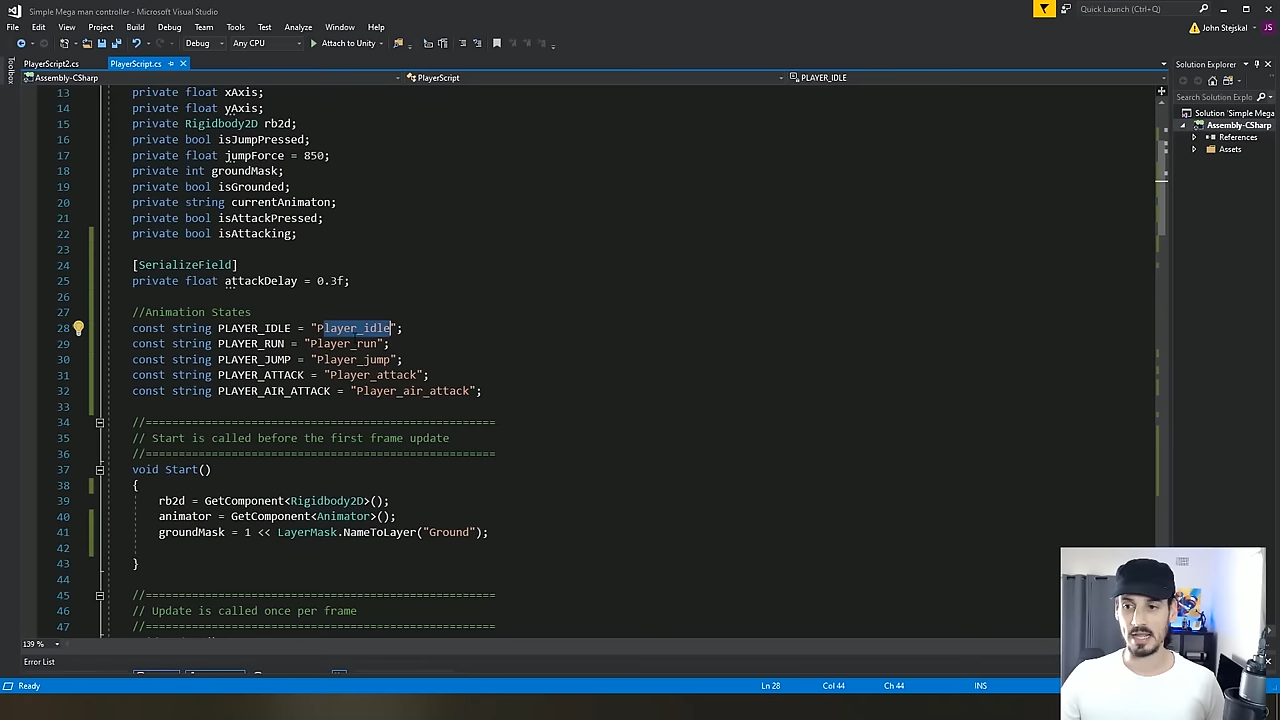 Simple Mega man controller - Microsoft Visual Studio
Quick Launch (Ctrl+Q)
File Edit View Project Build Debug Team Tools Test Analyze Window Help
John Stejskal JS
Debug Any CPU Attach to Unity
Toolbox
PlayerScript2.cs PlayerScript.cs
Solution Explorer
Assembly-CSharp PlayerScript PLAYER_IDLE
Search Solution Explo
Solution 'Simple Mega
Assembly-CSharp
References
Assets
13 private float xAxis;
14 private float yAxis;
15 private Rigidbody2D rb2d;
16 private bool isJumpPressed;
17 private float jumpForce = 850;
18 private int groundMask;
19 private bool isGrounded;
20 private string currentAnimaton;
21 private bool isAttackPressed;
22 private bool isAttacking;
23
24 [SerializeField]
25 private float attackDelay = 0.3f;
26
27 //Animation States
28 const string PLAYER_IDLE = "Player_idle";
29 const string PLAYER_RUN = "Player_run";
30 const string PLAYER_JUMP = "Player_jump";
31 const string PLAYER_ATTACK = "Player_attack";
32 const string PLAYER_AIR_ATTACK = "Player_air_attack";
33
34 //=====================================================
35 // Start is called before the first frame update
36 //=====================================================
37 void Start()
38 {
39 rb2d = GetComponent<Rigidbody2D>();
40 animator = GetComponent<Animator>();
41 groundMask = 1 << LayerMask.NameToLayer("Ground");
42
43 }
44
45 //=====================================================
46 // Update is called once per frame
47 //=====================================================
139 %
Error List
Ready Ln 28 Col 44 Ch 44 INS